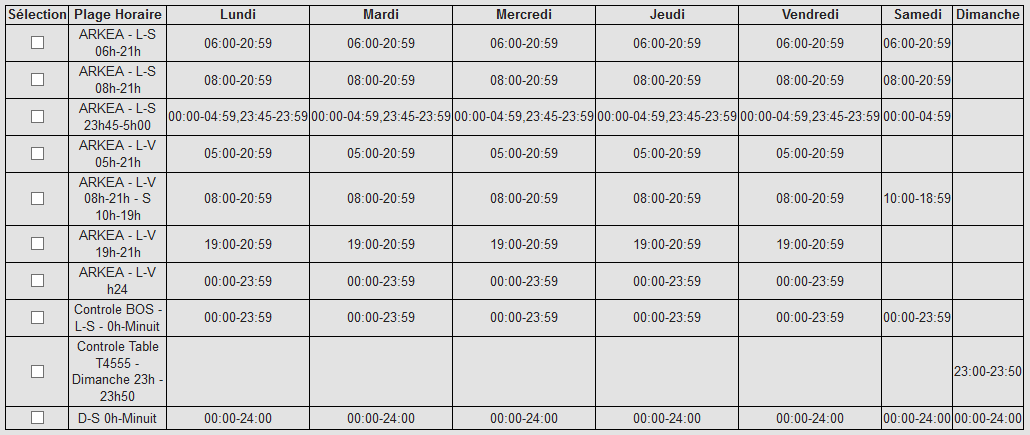 Sélection Plage Horaire Lundi Mardi Mercredi Jeudi Vendredi Samedi Dimanche
ARKEA - L-S
06h-21h
06:00-20:59 06:00-20:59 06:00-20:59 06:00-20:59 06:00-20:59 06:00-20:59
ARKEA - L-S
08h-21h
08:00-20:59 08:00-20:59 08:00-20:59 08:00-20:59 08:00-20:59 08:00-20:59
ARKEA - L-S
23h45-5h00
00:00-04:59,23:45-23:59 00:00-04:59,23:45-23:59 00:00-04:59,23:45-23:59 00:00-04:59,23:45-23:59 00:00-04:59,23:45-23:59 00:00-04:59
ARKEA - L-V
05h-21h
05:00-20:59 05:00-20:59 05:00-20:59 05:00-20:59 05:00-20:59
ARKEA - L-V
08h-21h - S
10h-19h
08:00-20:59 08:00-20:59 08:00-20:59 08:00-20:59 08:00-20:59 10:00-18:59
ARKEA - L-V
19h-21h
19:00-20:59 19:00-20:59 19:00-20:59 19:00-20:59 19:00-20:59
ARKEA - L-V
h24
00:00-23:59 00:00-23:59 00:00-23:59 00:00-23:59 00:00-23:59
Controle BOS -
L-S - 0h-Minuit
00:00-23:59 00:00-23:59 00:00-23:59 00:00-23:59 00:00-23:59 00:00-23:59
Controle Table
T4555 -
Dimanche 23h -
23h50
23:00-23:50
D-S 0h-Minuit 00:00-24:00 00:00-24:00 00:00-24:00 00:00-24:00 00:00-24:00 00:00-24:00 00:00-24:00